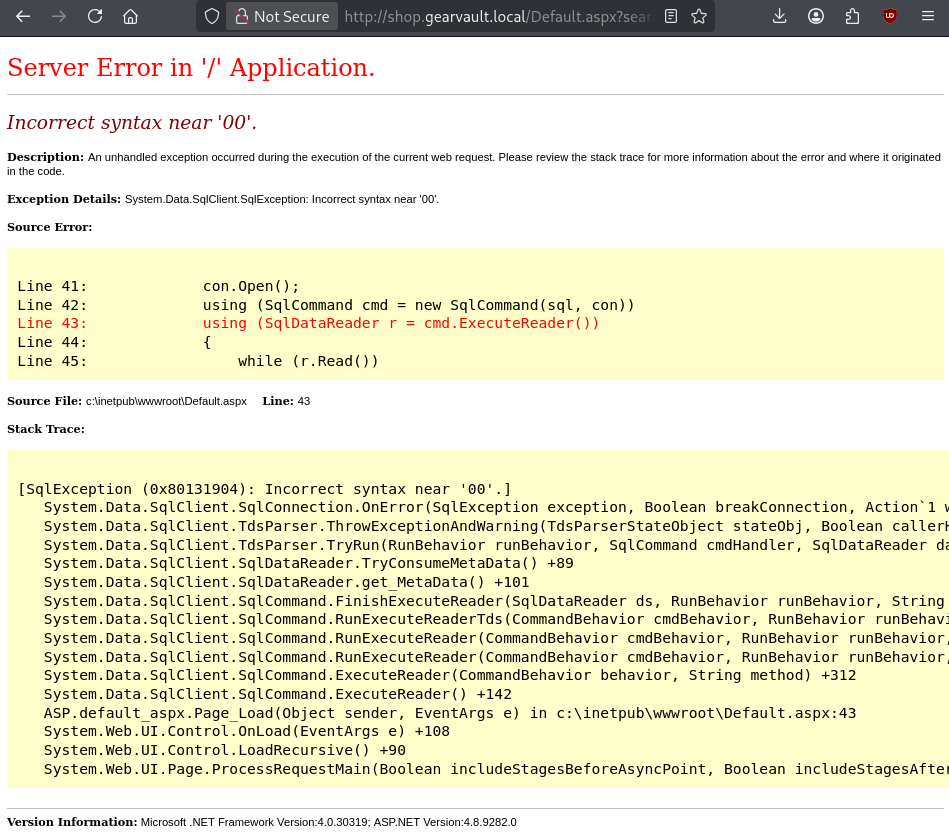 Not Secure http://shop.gearvault.local/Default.aspx?sear
Server Error in '/' Application.
Incorrect syntax near '00'.
Description: An unhandled exception occurred during the execution of the current web request. Please review the stack trace for more information about the error and where it originated
in the code.
Exception Details: System.Data.SqlClient.SqlException: Incorrect syntax near '00'.
Source Error:
Line 41:             con.Open();
Line 42:             using (SqlCommand cmd = new SqlCommand(sql, con))
Line 43:             using (SqlDataReader r = cmd.ExecuteReader())
Line 44:             {
Line 45:                 while (r.Read())
Source File: c:\inetpub\wwwroot\Default.aspx    Line: 43
Stack Trace:
[SqlException (0x80131904): Incorrect syntax near '00'.]
   System.Data.SqlClient.SqlConnection.OnError(SqlException exception, Boolean breakConnection, Action`1 w
   System.Data.SqlClient.TdsParser.ThrowExceptionAndWarning(TdsParserStateObject stateObj, Boolean callerH
   System.Data.SqlClient.TdsParser.TryRun(RunBehavior runBehavior, SqlCommand cmdHandler, SqlDataReader da
   System.Data.SqlClient.SqlDataReader.TryConsumeMetaData() +89
   System.Data.SqlClient.SqlDataReader.get_MetaData() +101
   System.Data.SqlClient.SqlCommand.FinishExecuteReader(SqlDataReader ds, RunBehavior runBehavior, String
   System.Data.SqlClient.SqlCommand.RunExecuteReaderTds(CommandBehavior cmdBehavior, RunBehavior runBehavi
   System.Data.SqlClient.SqlCommand.RunExecuteReader(CommandBehavior cmdBehavior, RunBehavior runBehavior,
   System.Data.SqlClient.SqlCommand.RunExecuteReader(CommandBehavior cmdBehavior, RunBehavior runBehavior,
   System.Data.SqlClient.SqlCommand.ExecuteReader(CommandBehavior behavior, String method) +312
   System.Data.SqlClient.SqlCommand.ExecuteReader() +142
   ASP.default_aspx.Page_Load(Object sender, EventArgs e) in c:\inetpub\wwwroot\Default.aspx:43
   System.Web.UI.Control.OnLoad(EventArgs e) +108
   System.Web.UI.Control.LoadRecursive() +90
   System.Web.UI.Page.ProcessRequestMain(Boolean includeStagesBeforeAsyncPoint, Boolean includeStagesAfter
Version Information: Microsoft .NET Framework Version:4.0.30319; ASP.NET Version:4.8.9282.0